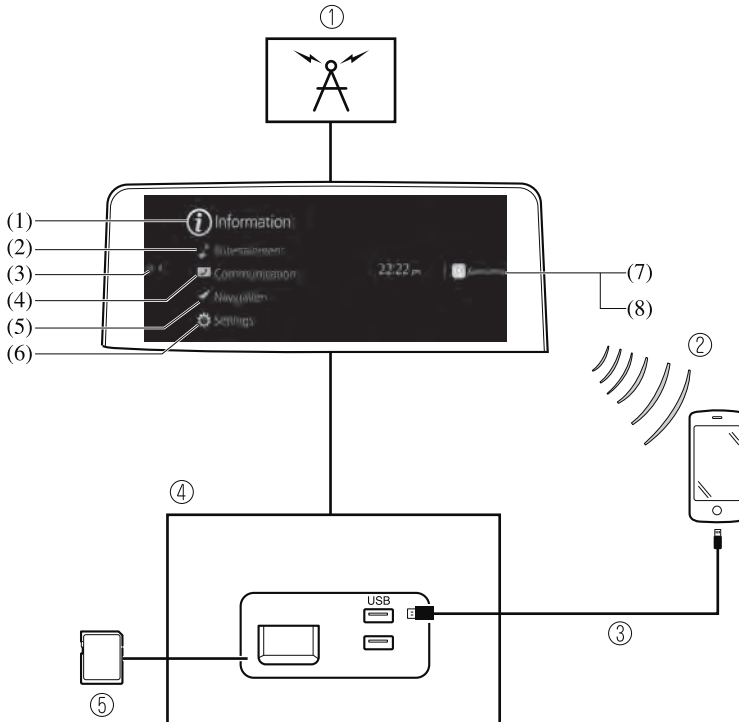 ①
(1) Information
(2) Entertainment
(3)
(4) Communication 22:22 pm (7)
(5) Navigation (8)
(6) Settings
②
④
USB
③
⑤